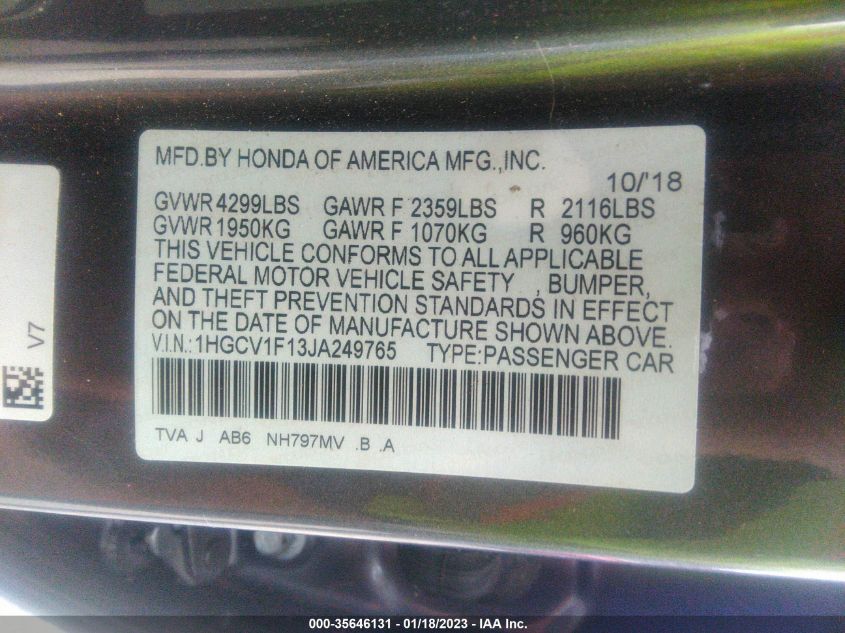 MFD.BY HONDA OF AMERICA MFG.,INC.
10/'18
GVWR 4299LBS GAWR F 2359LBS R 2116LBS
GVWR 1950KG GAWR F 1070KG R 960KG
THIS VEHICLE CONFORMS TO ALL APPLICABLE
FEDERAL MOTOR VEHICLE SAFETY , BUMPER,
AND THEFT PREVENTION STANDARDS IN EFFECT
ON THE DATE OF MANUFACTURE SHOWN ABOVE.
V.I.N.: 1HGCV1F13JA249765 TYPE:PASSENGER CAR
TVA J AB6 NH797MV .B .A
V7
000-35646131 - 01/18/2023 - IAA Inc.